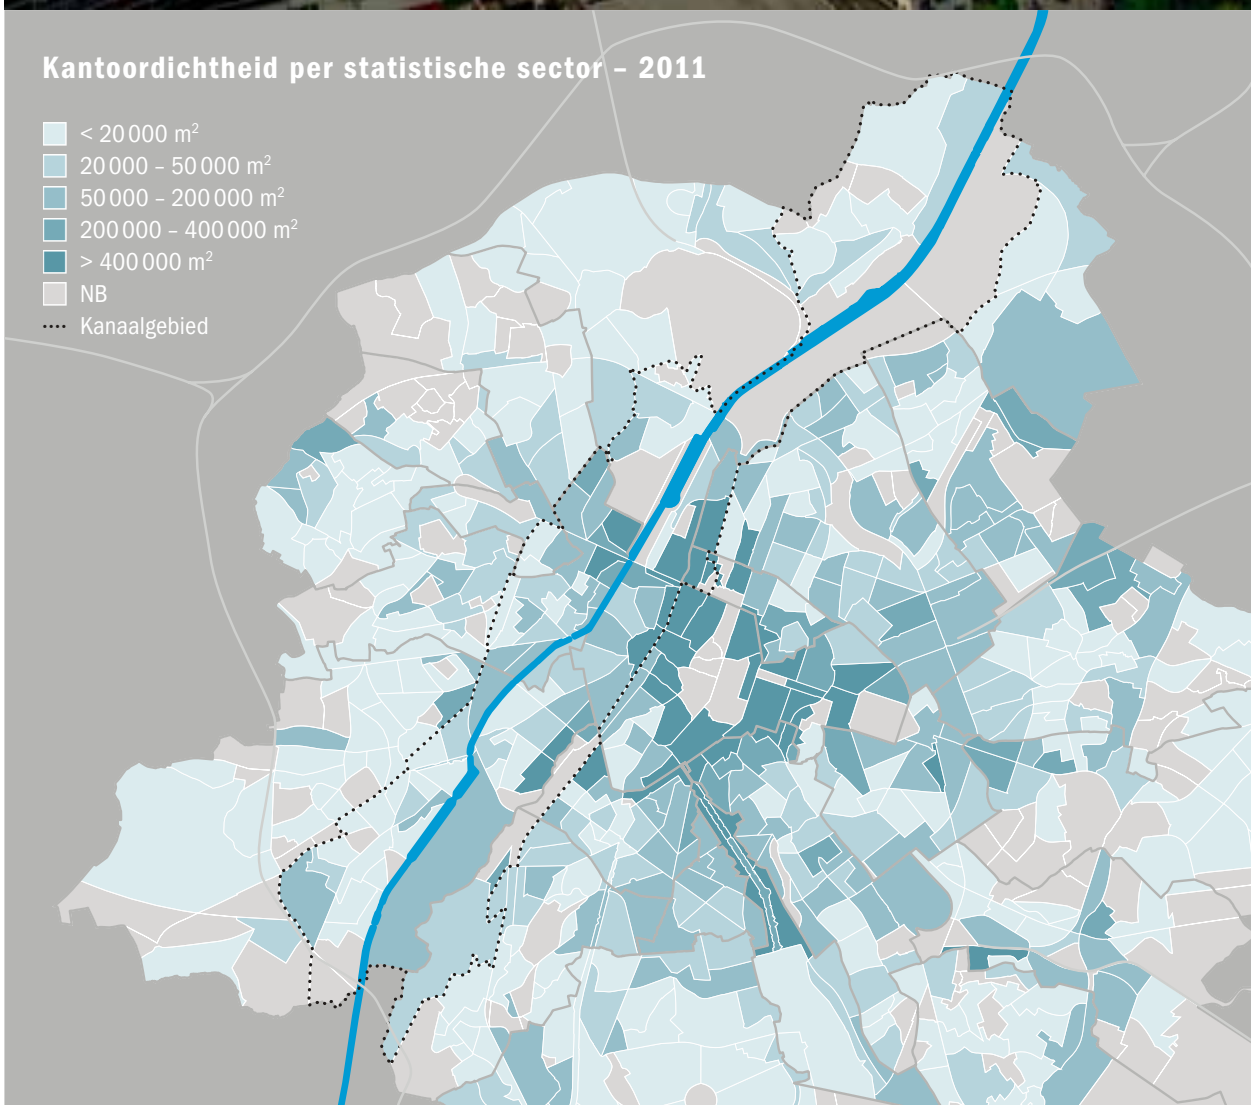 Kantoordichtheid per statistische sector – 2011
< 20 000 m²
20 000 – 50 000 m²
50 000 – 200 000 m²
200 000 – 400 000 m²
> 400 000 m²
NB
Kanaalgebied